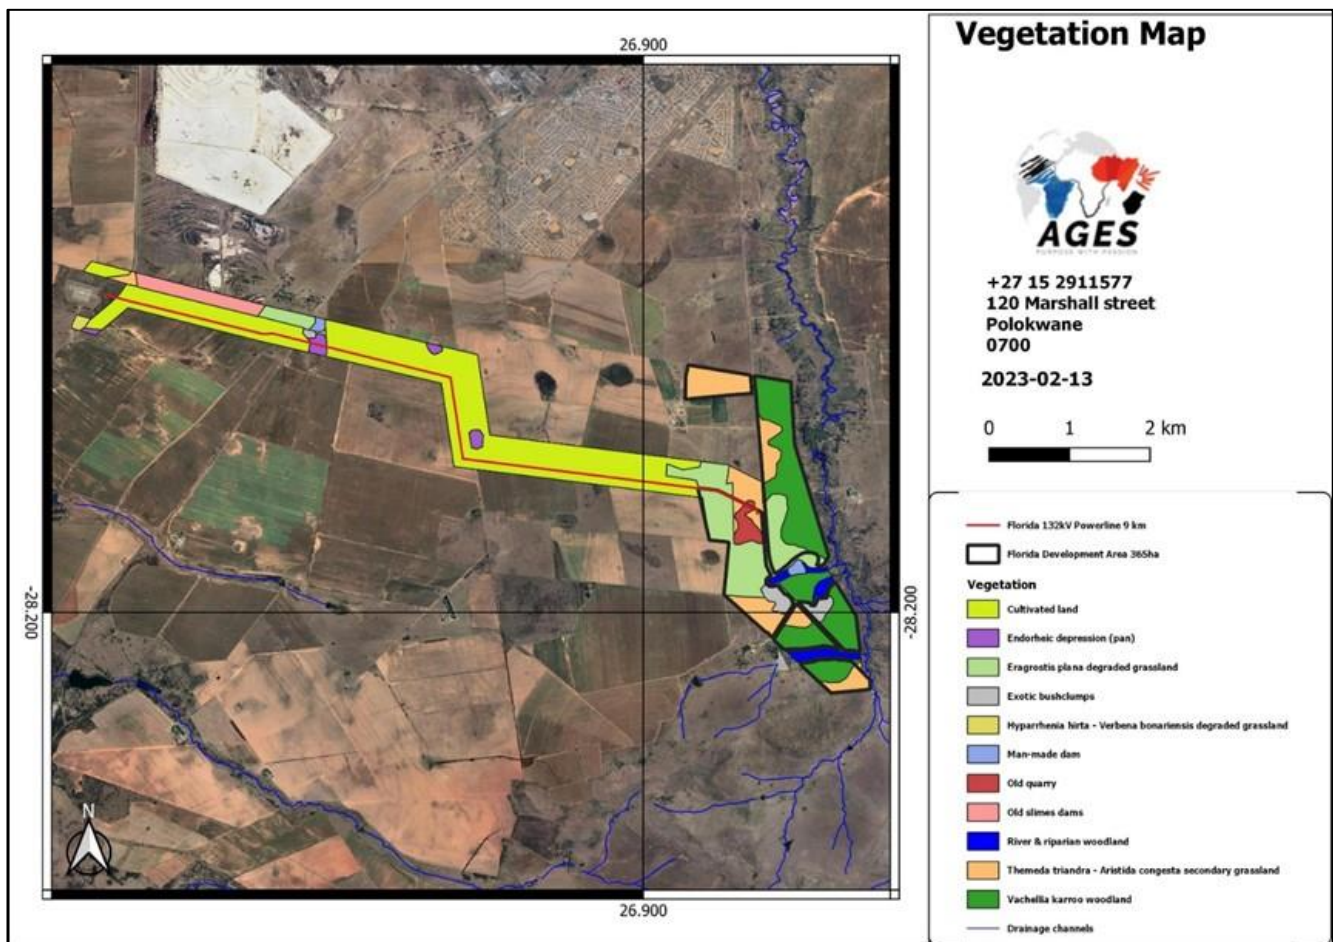 Vegetation Map
26.900
AGES
PURPOSE WITH PASSION
+27 15 2911577
120 Marshall street
Polokwane
0700
2023-02-13
0 1 2 km
-28.200
-28.200
N
26.900
Florida 132kV Powerline 9 km
Florida Development Area 365ha
Vegetation
Cultivated land
Endorheic depression (pan)
Eragrostis plana degraded grassland
Exotic bushclumps
Hyparrhenia hirta - Verbena bonariensis degraded grassland
Man-made dam
Old quarry
Old slimes dams
River & riparian woodland
Themeda triandra - Aristida congesta secondary grassland
Vachellia karroo woodland
Drainage channels